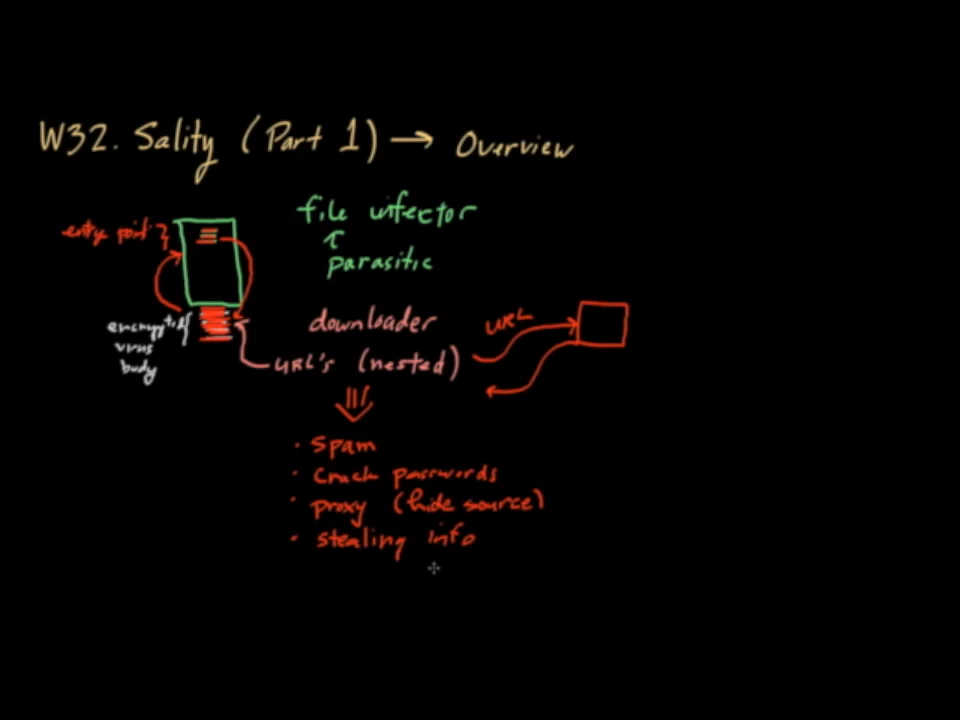 W32. Sality (Part 1) → Overview
file infector
entry point }
↑
parasitic
downloader
URL
encrypted {
virus
body
URL's (nested)
• Spam
• Crack passwords
• proxy (hide source)
• stealing info